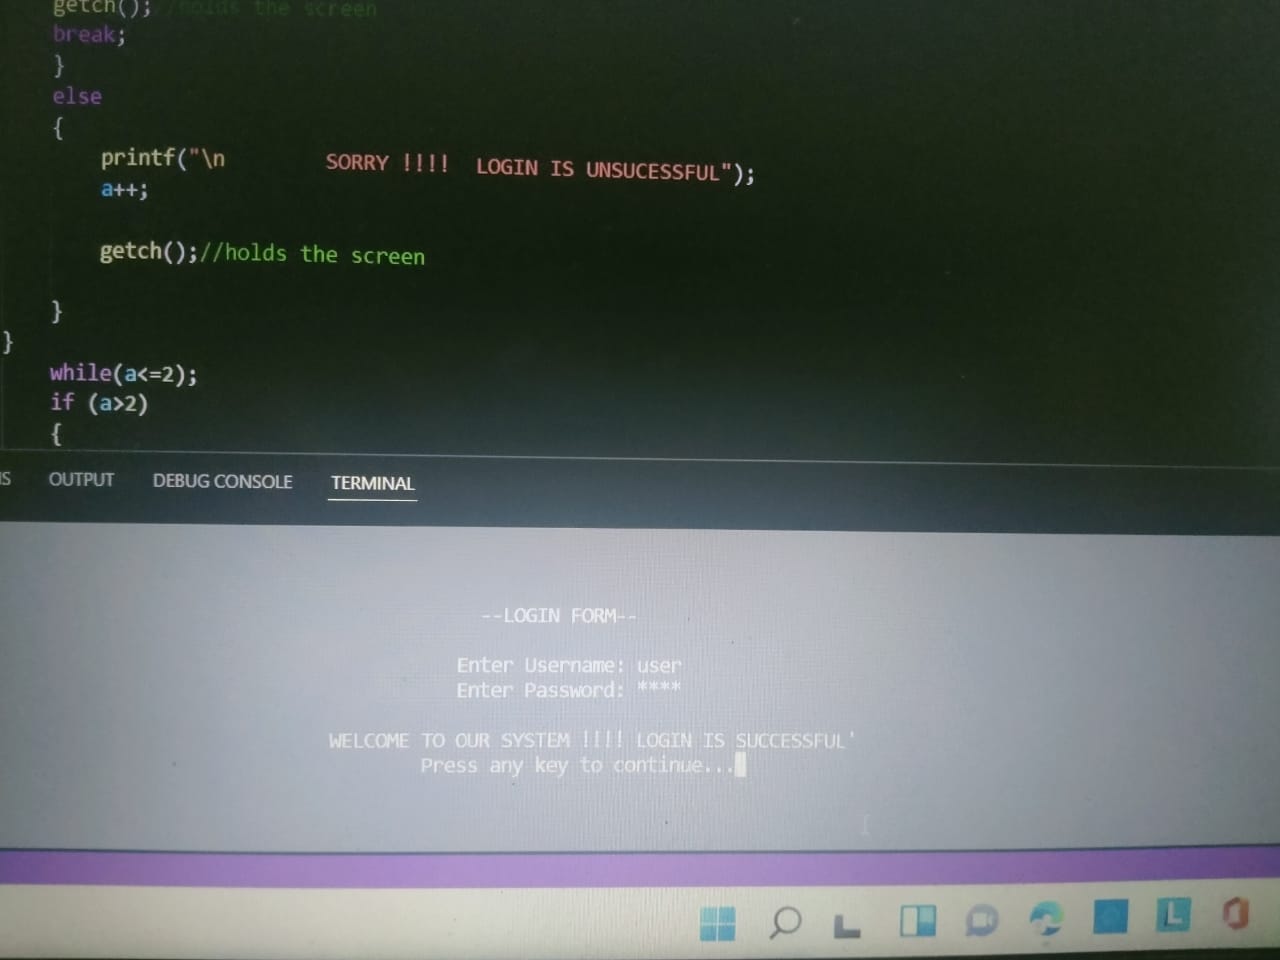 getch(); //holds the screen
break;
}
else
{
printf("\n        SORRY !!!!  LOGIN IS UNSUCESSFUL");
a++;
getch();//holds the screen
}
}
while(a<=2);
if (a>2)
{
OUTPUT DEBUG CONSOLE TERMINAL
--LOGIN FORM--
Enter Username: user
Enter Password: ****
WELCOME TO OUR SYSTEM !!!! LOGIN IS SUCCESSFUL'
Press any key to continue...
L